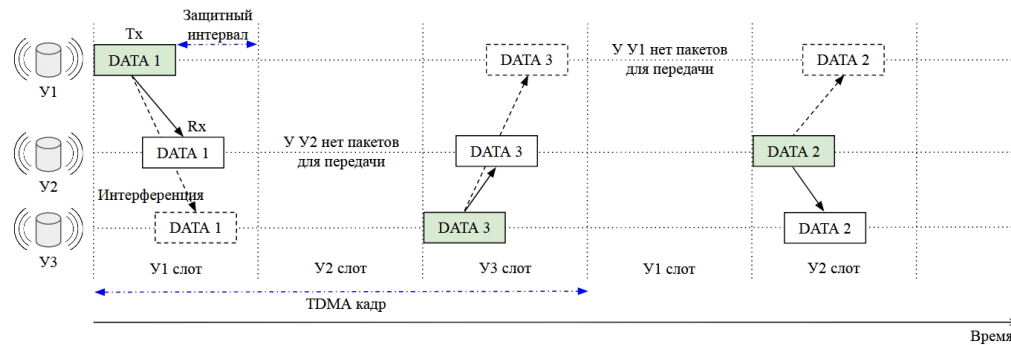 Защитный
интервал
Tx
DATA 1
DATA 3
У У1 нет пакетов
для передачи
DATA 2
У1
Rx
DATA 1
У У2 нет пакетов
для передачи
DATA 3
DATA 2
У2
Интерференция
DATA 1
DATA 3
DATA 2
У3
У1 слот
У2 слот
У3 слот
У1 слот
У2 слот
TDMA кадр
Время